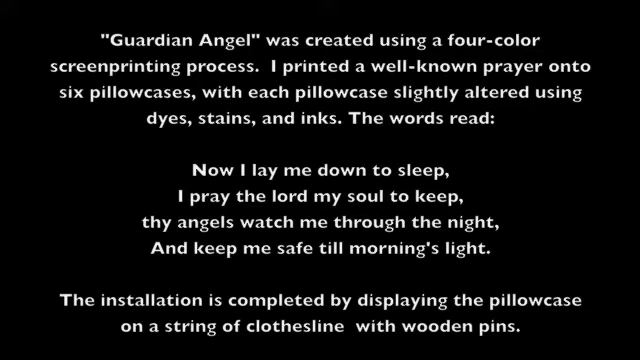 "Guardian Angel" was created using a four-color
screenprinting process.  I printed a well-known prayer onto
six pillowcases, with each pillowcase slightly altered using
dyes, stains, and inks. The words read:

Now I lay me down to sleep,
I pray the lord my soul to keep,
thy angels watch me through the night,
And keep me safe till morning's light.

The installation is completed by displaying the pillowcase
on a string of clothesline  with wooden pins.